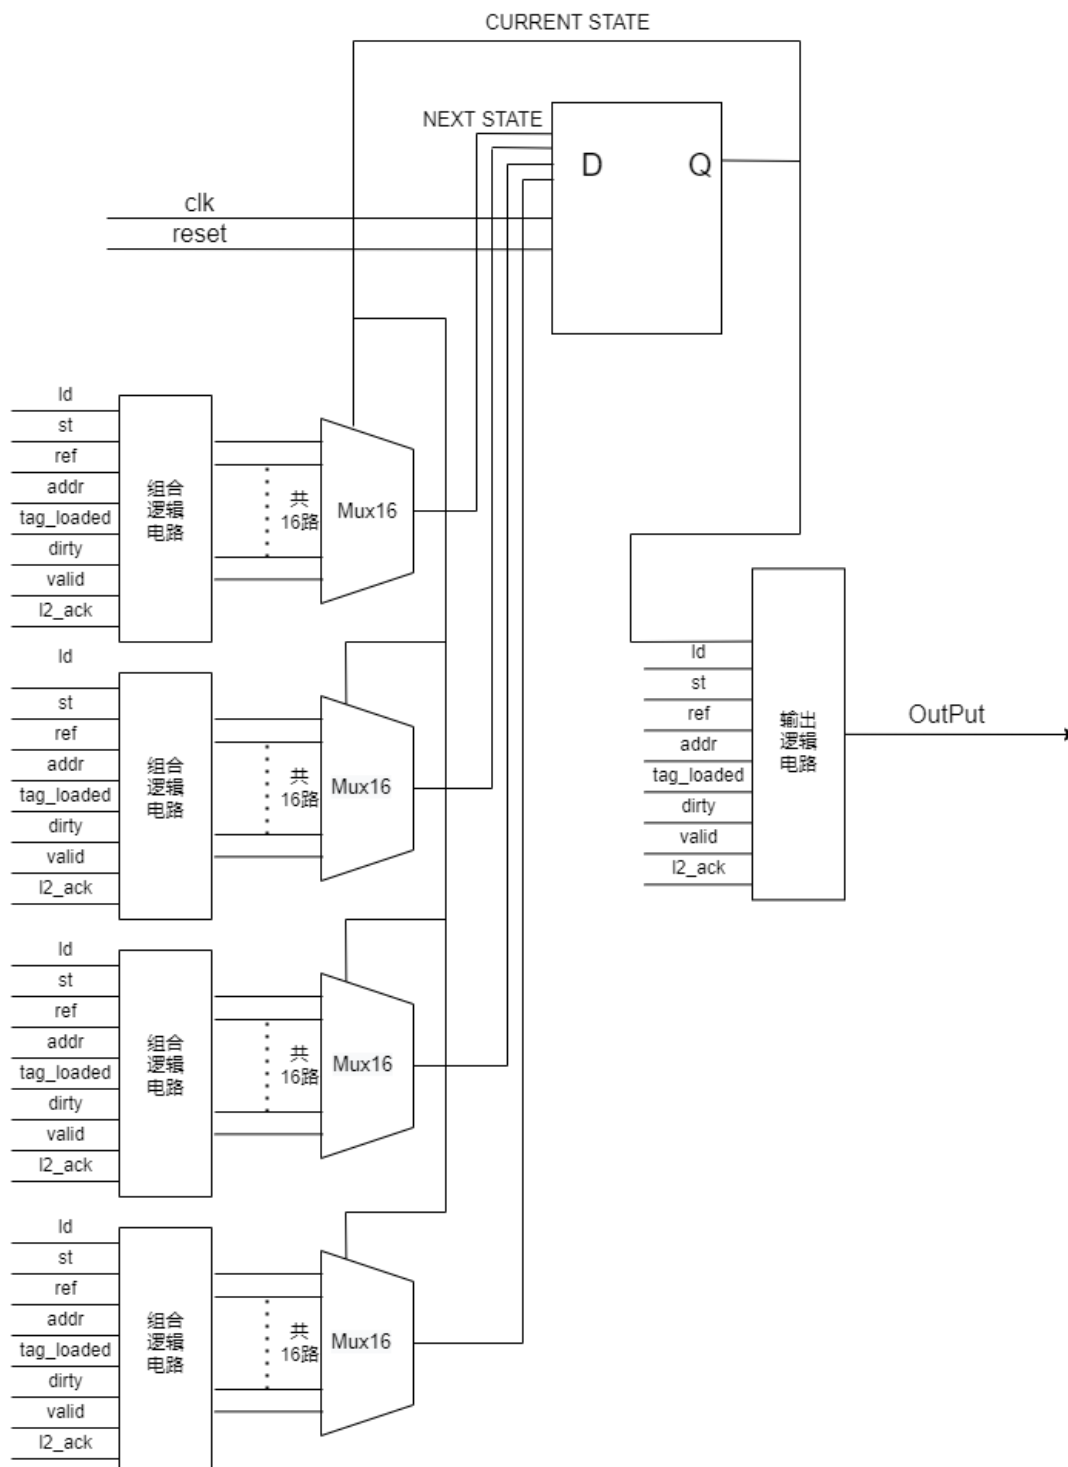 CURRENT STATE
NEXT STATE
D
Q
clk
reset
ld
st
ref
addr
tag_loaded
dirty
valid
l2_ack
组合
逻辑
电路
共
16路
Mux16
ld
st
ref
addr
tag_loaded
dirty
valid
l2_ack
组合
逻辑
电路
共
16路
Mux16
ld
st
ref
addr
tag_loaded
dirty
valid
l2_ack
输出
逻辑
电路
OutPut
ld
st
ref
addr
tag_loaded
dirty
valid
l2_ack
组合
逻辑
电路
共
16路
Mux16
ld
st
ref
addr
tag_loaded
dirty
valid
l2_ack
组合
逻辑
电路
共
16路
Mux16